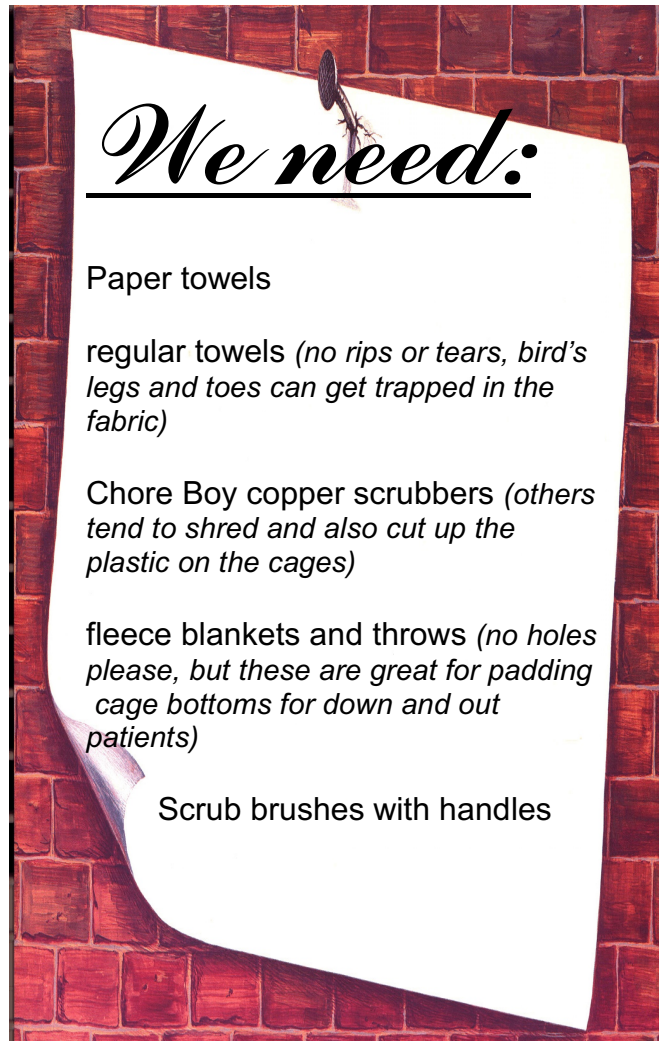 We need:
Paper towels
regular towels (no rips or tears, bird’s
legs and toes can get trapped in the
fabric)
Chore Boy copper scrubbers (others
tend to shred and also cut up the
plastic on the cages)
fleece blankets and throws (no holes
please, but these are great for padding
cage bottoms for down and out
patients)
Scrub brushes with handles